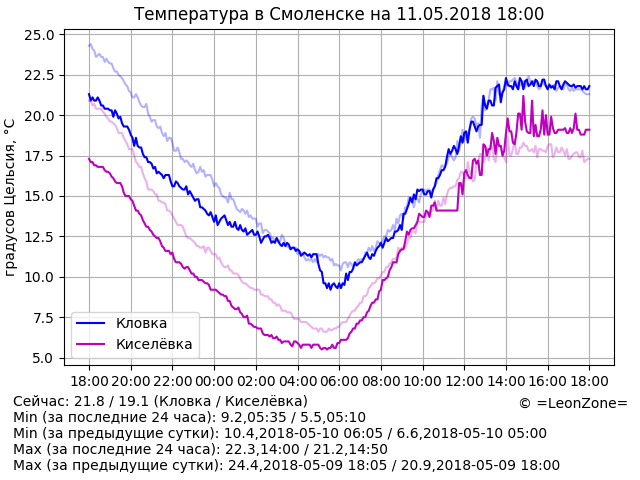 Температура в Смоленске на 11.05.2018 18:00
градусов Цельсия, °C
25.0
22.5
20.0
17.5
15.0
12.5
10.0
7.5
5.0
Кловка
Киселёвка
18:00 20:00 22:00 00:00 02:00 04:00 06:00 08:00 10:00 12:00 14:00 16:00 18:00
Сейчас: 21.8 / 19.1 (Кловка / Киселёвка)
© =LeonZone=
Min (за последние 24 часа): 9.2,05:35 / 5.5,05:10
Min (за предыдущие сутки): 10.4,2018-05-10 06:05 / 6.6,2018-05-10 05:00
Max (за последние 24 часа): 22.3,14:00 / 21.2,14:50
Max (за предыдущие сутки): 24.4,2018-05-09 18:05 / 20.9,2018-05-09 18:00